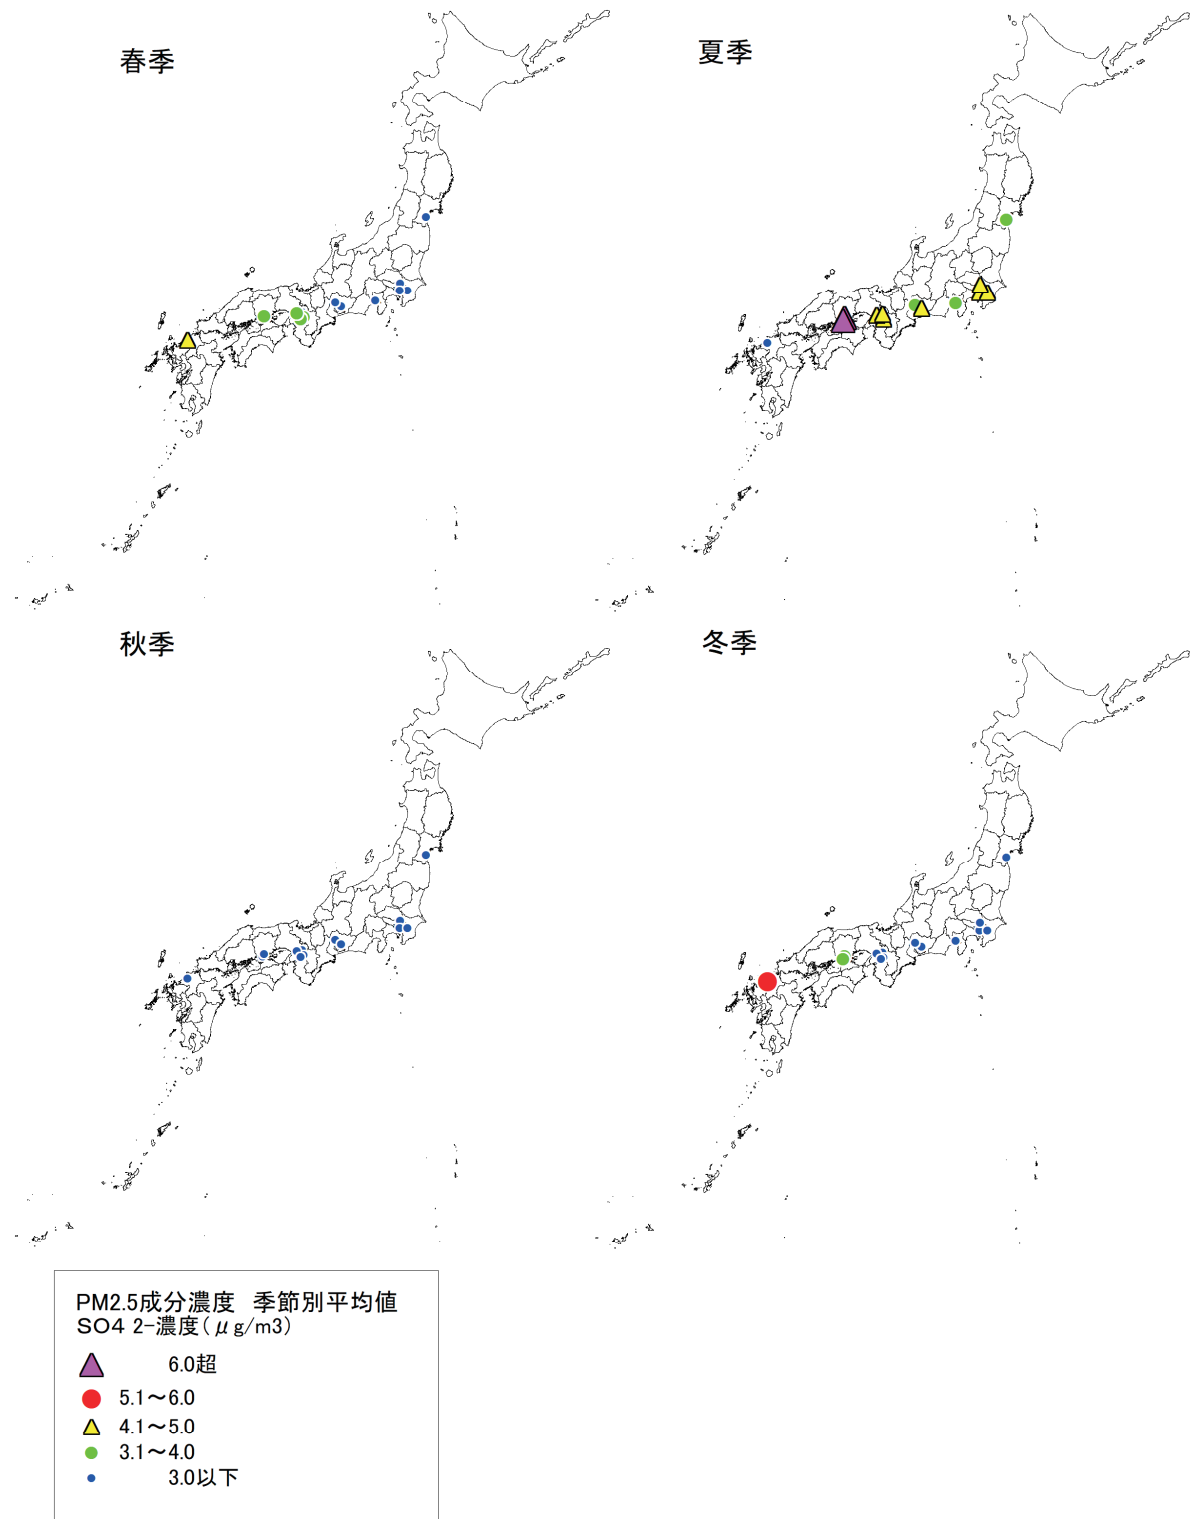 春季
夏季
秋季
冬季
PM2.5成分濃度 季節別平均値
SO4 2-濃度(μg/m3)
6.0超
5.1～6.0
4.1～5.0
3.1～4.0
3.0以下